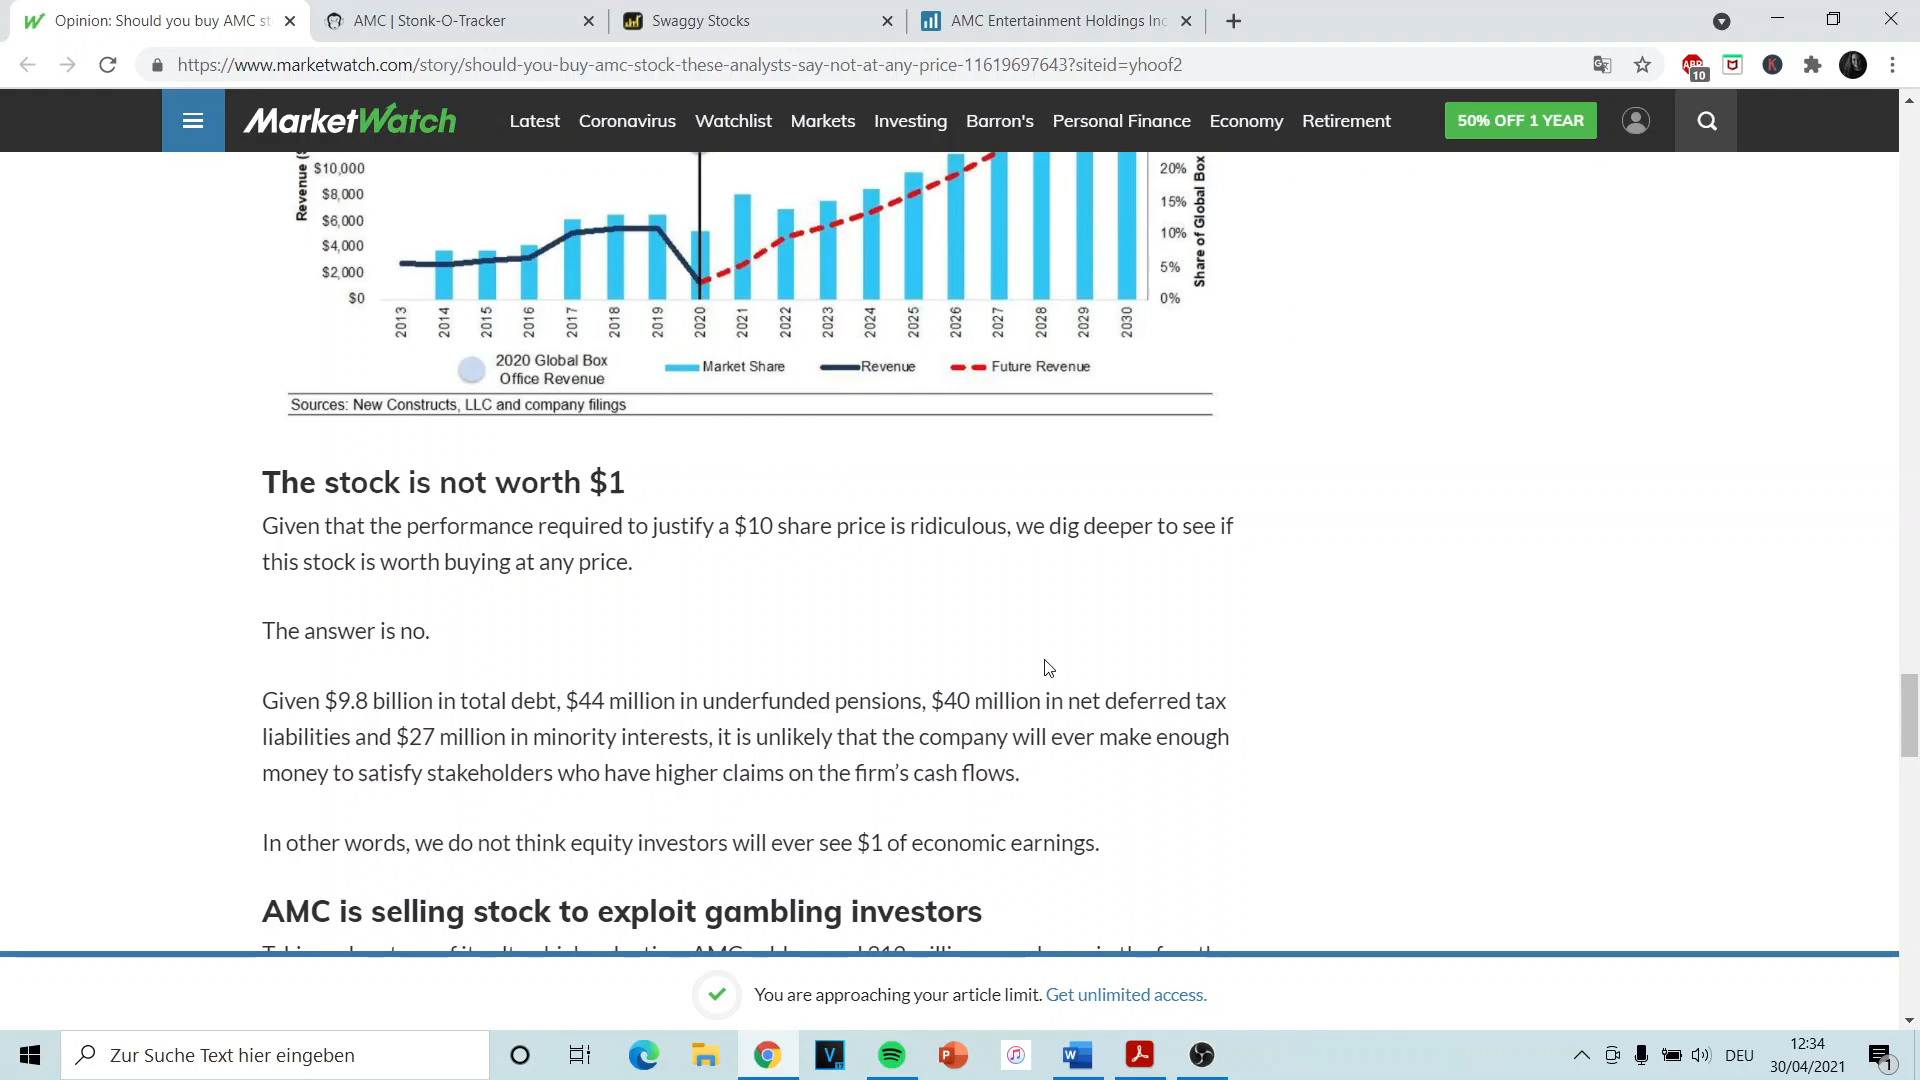 Opinion: Should you buy AMC st
AMC | Stonk-O-Tracker
Swaggy Stocks
AMC Entertainment Holdings Inc
https://www.marketwatch.com/story/should-you-buy-amc-stock-these-analysts-say-not-at-any-price-11619697643?siteid=yhoof2
ABP
10
K
MarketWatch
Latest
Coronavirus
Watchlist
Markets
Investing
Barron's
Personal Finance
Economy
Retirement
50% OFF 1 YEAR
Revenue ($
$10,000
$8,000
$6,000
$4,000
$2,000
$0
20%
15%
10%
5%
0%
Share of Global Box
2013 2014 2015 2016 2017 2018 2019 2020 2021 2022 2023 2024 2025 2026 2027 2028 2029 2030
2020 Global Box
Office Revenue
Market Share
Revenue
Future Revenue
Sources: New Constructs, LLC and company filings
The stock is not worth $1
Given that the performance required to justify a $10 share price is ridiculous, we dig deeper to see if
this stock is worth buying at any price.
The answer is no.
Given $9.8 billion in total debt, $44 million in underfunded pensions, $40 million in net deferred tax
liabilities and $27 million in minority interests, it is unlikely that the company will ever make enough
money to satisfy stakeholders who have higher claims on the firm's cash flows.
In other words, we do not think equity investors will ever see $1 of economic earnings.
AMC is selling stock to exploit gambling investors
You are approaching your article limit. Get unlimited access.
Zur Suche Text hier eingeben
DEU
12:34
30/04/2021
1